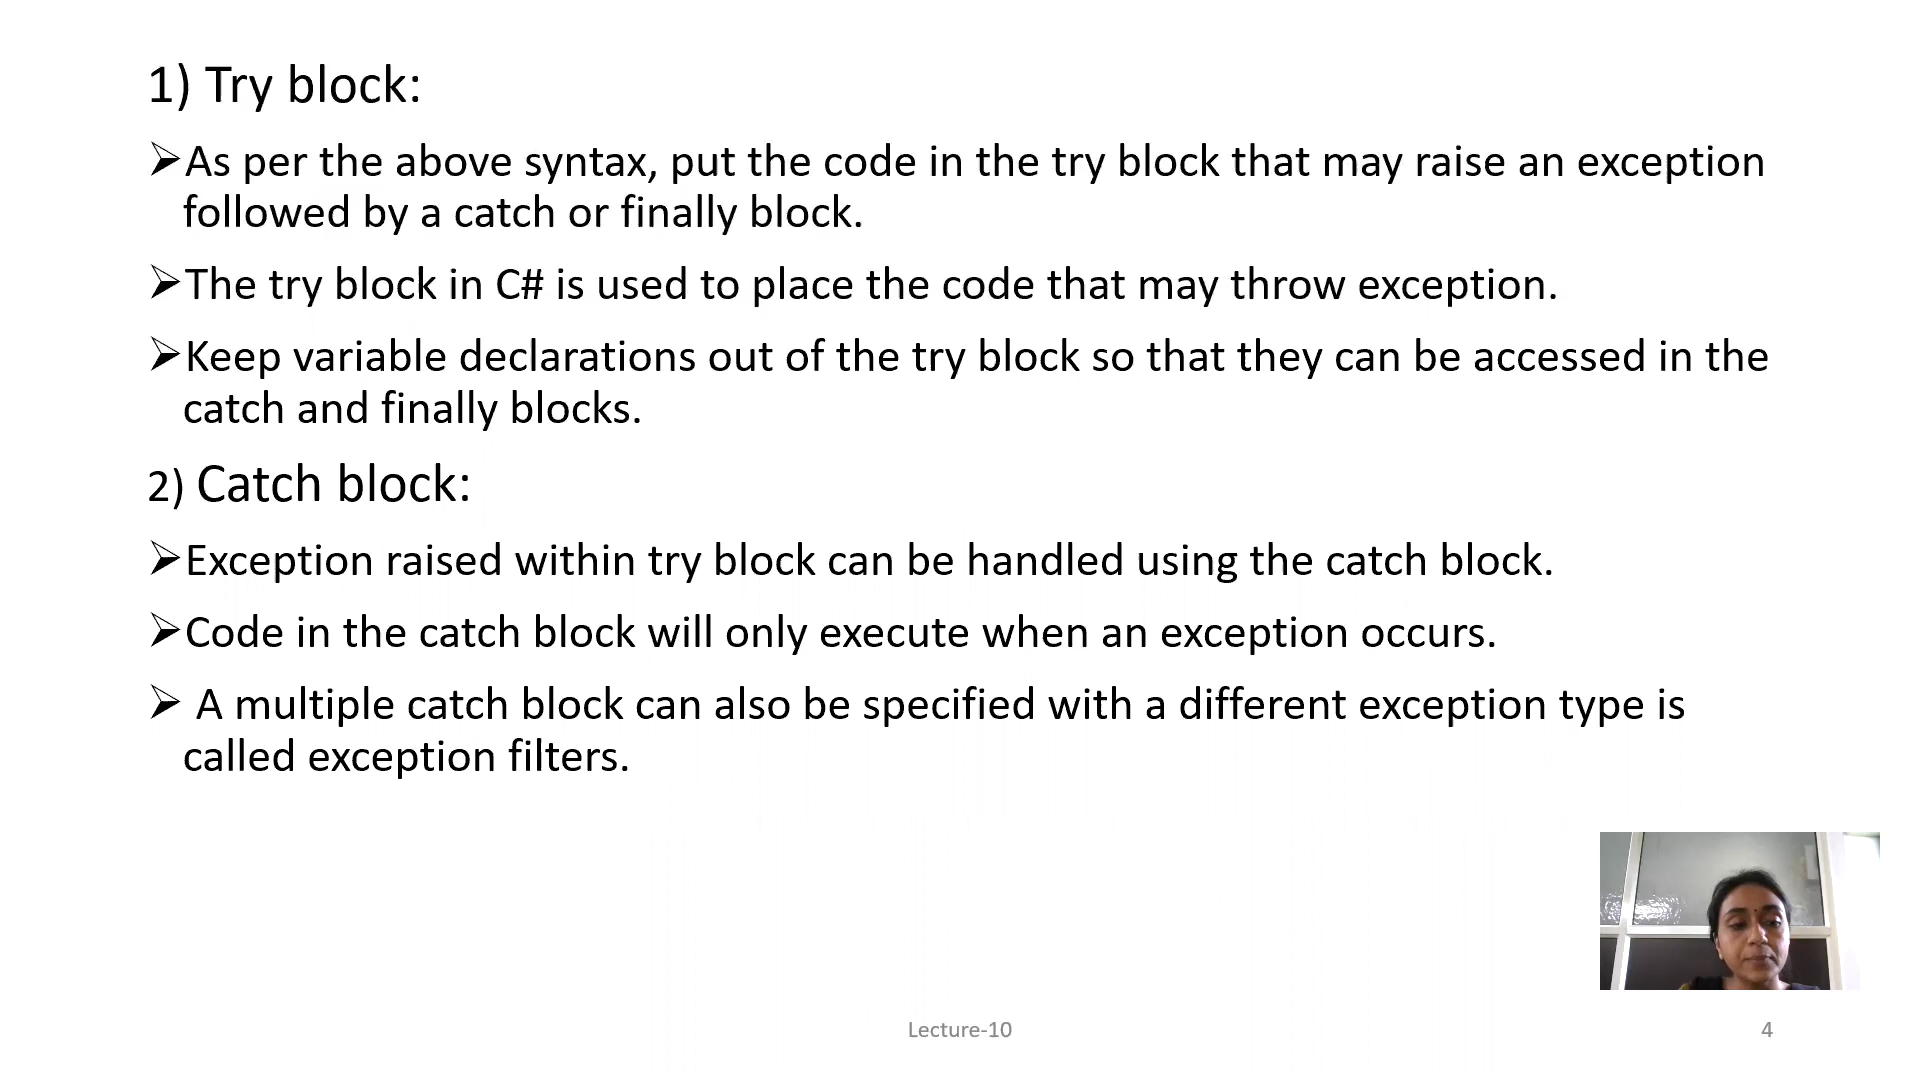 1) Try block:
➢As per the above syntax, put the code in the try block that may raise an exception
followed by a catch or finally block.
➢The try block in C# is used to place the code that may throw exception.
➢Keep variable declarations out of the try block so that they can be accessed in the
catch and finally blocks.
2) Catch block:
➢Exception raised within try block can be handled using the catch block.
➢Code in the catch block will only execute when an exception occurs.
➢ A multiple catch block can also be specified with a different exception type is
called exception filters.
Lecture-10
4